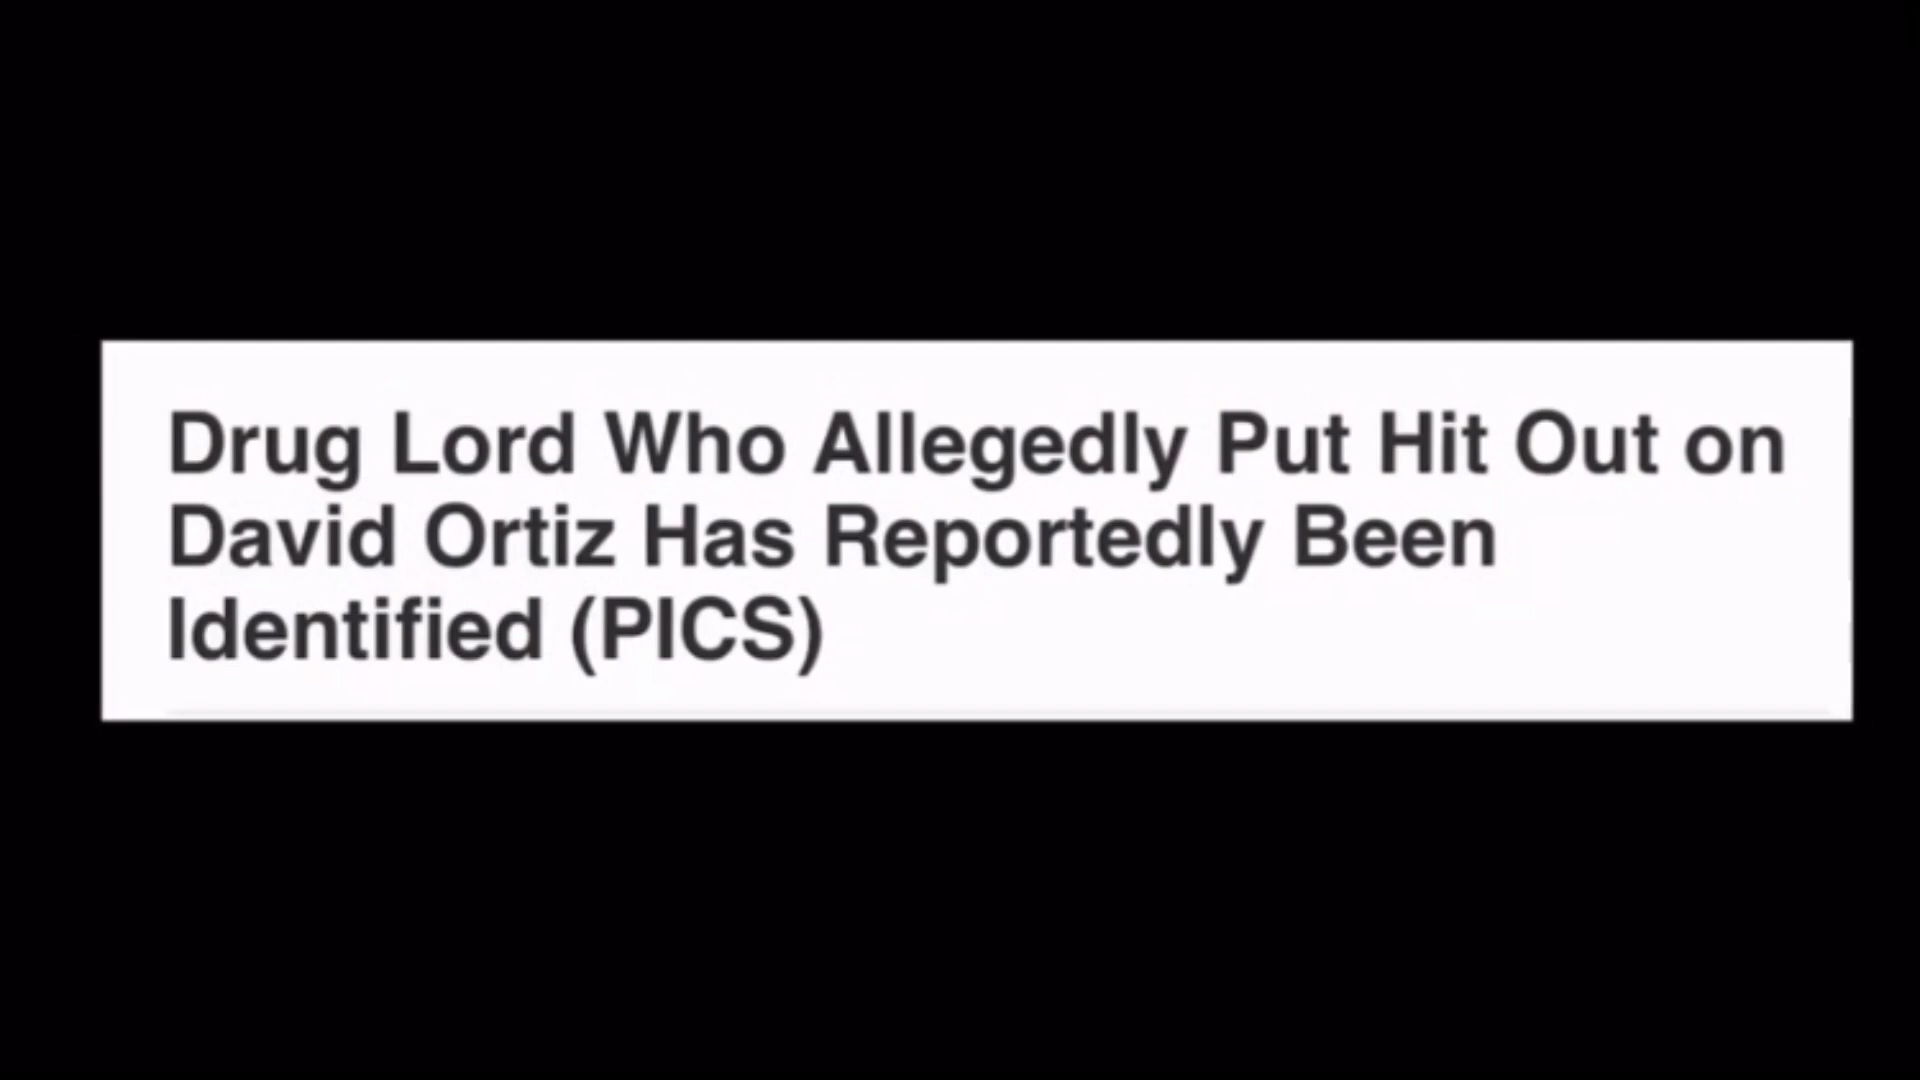 Drug Lord Who Allegedly Put Hit Out on
David Ortiz Has Reportedly Been
Identified (PICS)